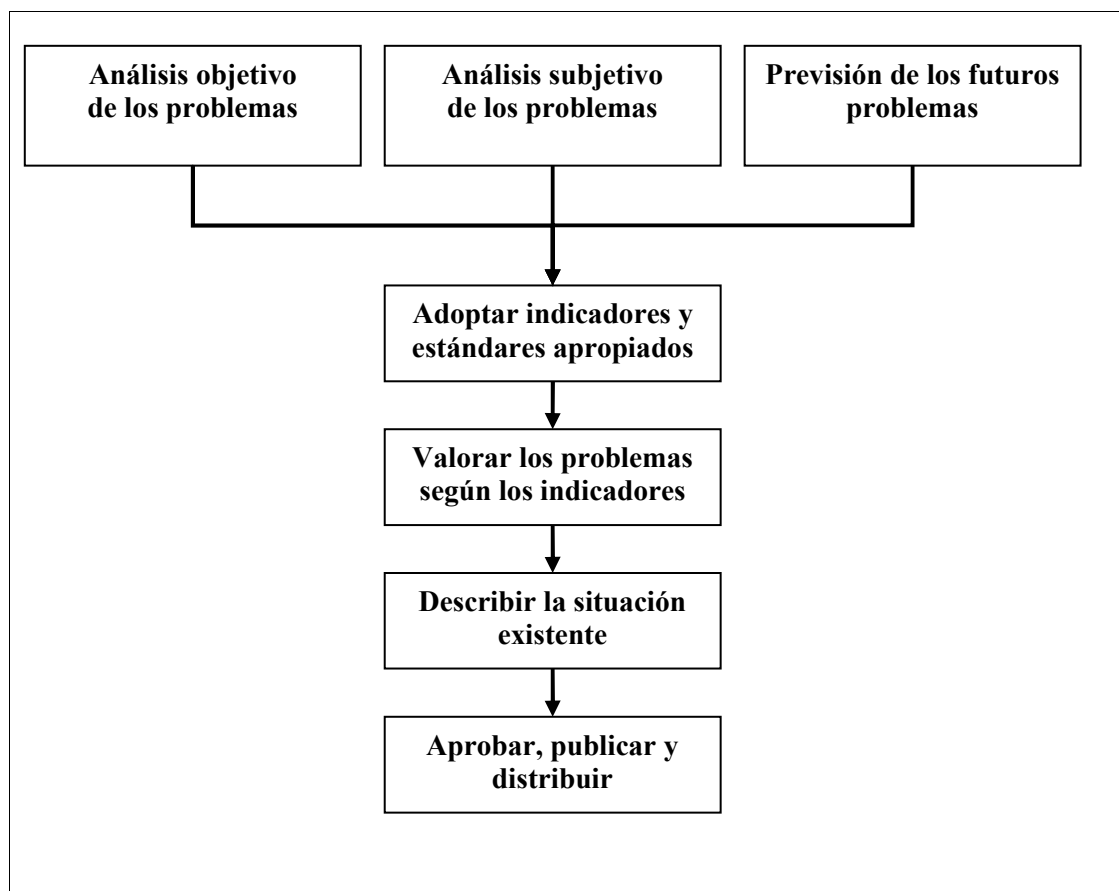 Análisis objetivo
de los problemas
Análisis subjetivo
de los problemas
Previsión de los futuros
problemas
Adoptar indicadores y
estándares apropiados
Valorar los problemas
según los indicadores
Describir la situación
existente
Aprobar, publicar y
distribuir